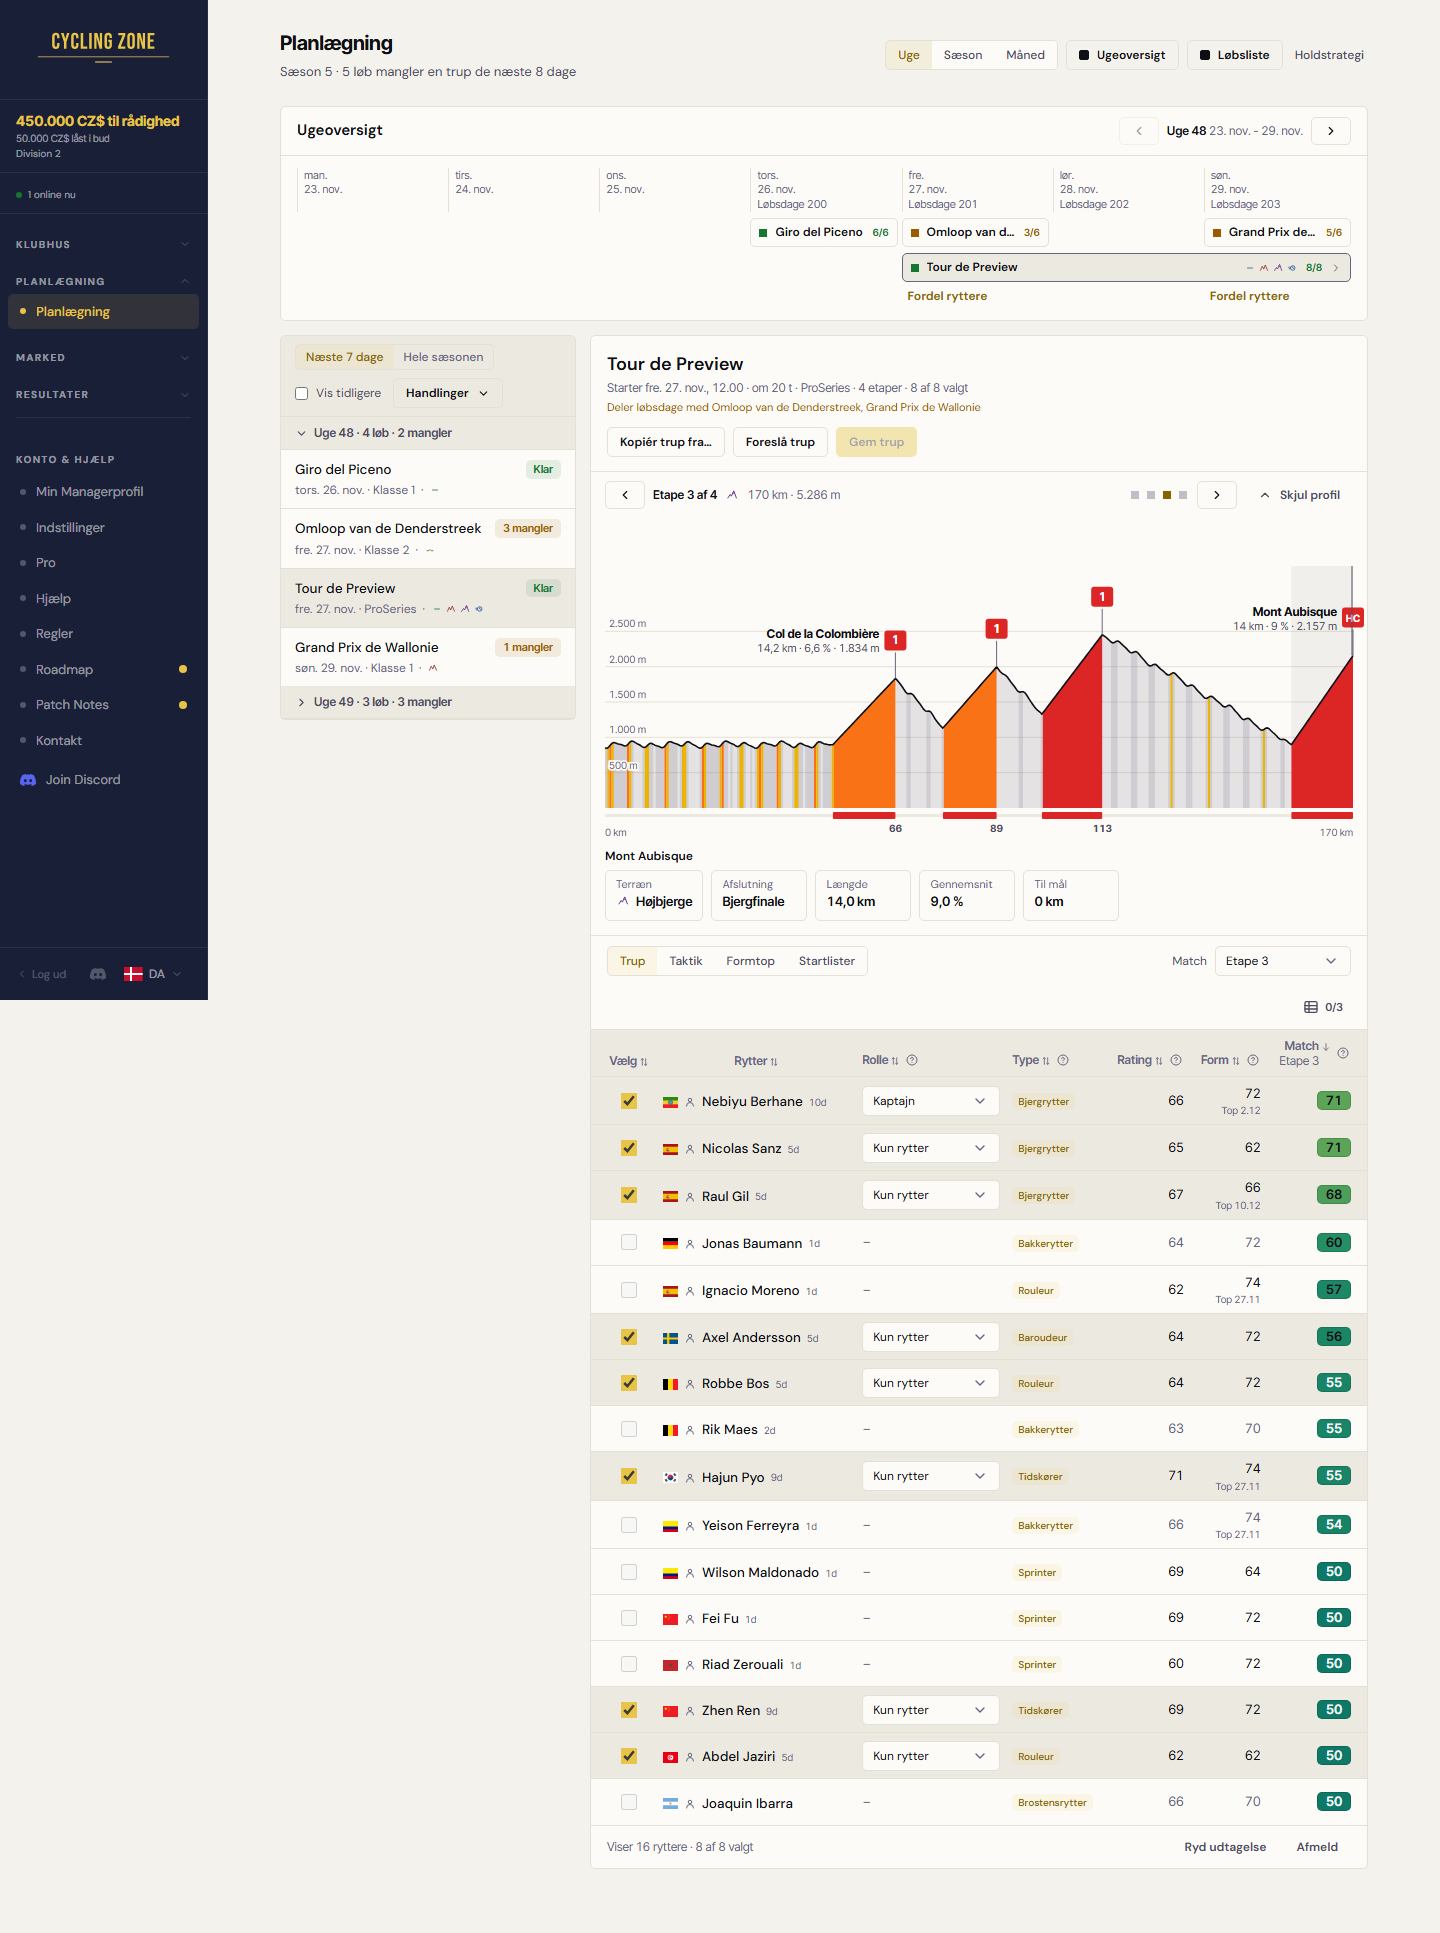 CYCLING ZONE
450.000 CZ$ til rådighed
50.000 CZ$ låst i bud
Division 2
1 online nu
KLUBHUS
PLANLÆGNING
Planlægning
MARKED
RESULTATER
KONTO & HJÆLP
Min Managerprofil
Indstillinger
Pro
Hjælp
Regler
Roadmap
Patch Notes
Kontakt
Join Discord
Log ud
DA
Planlægning
Sæson 5 · 5 løb mangler en trup de næste 8 dage
Uge Sæson Måned
Ugeoversigt
Løbsliste
Holdstrategi
Ugeoversigt
Uge 48 23. nov. - 29. nov.
man.
23. nov.
tirs.
24. nov.
ons.
25. nov.
tors.
26. nov.
Løbsdage 200
fre.
27. nov.
Løbsdage 201
lør.
28. nov.
Løbsdage 202
søn.
29. nov.
Løbsdage 203
Giro del Piceno 6/6
Omloop van d... 3/6
Grand Prix de... 5/6
Tour de Preview 8/8
Fordel ryttere
Fordel ryttere
Næste 7 dage Hele sæsonen
Vis tidligere
Handlinger
Uge 48 · 4 løb · 2 mangler
Giro del Piceno Klar
tors. 26. nov. · Klasse 1 ·
Omloop van de Denderstreek 3 mangler
fre. 27. nov. · Klasse 2 ·
Tour de Preview Klar
fre. 27. nov. · ProSeries ·
Grand Prix de Wallonie 1 mangler
søn. 29. nov. · Klasse 1 ·
Uge 49 · 3 løb · 3 mangler
Tour de Preview
Starter fre. 27. nov., 12.00 · om 20 t · ProSeries · 4 etaper · 8 af 8 valgt
Deler løbsdage med Omloop van de Denderstreek, Grand Prix de Wallonie
Kopiér trup fra...
Foreslå trup
Gem trup
Etape 3 af 4 170 km · 5.286 m
Skjul profil
2.500 m
2.000 m
1.500 m
1.000 m
500 m
Col de la Colombière
14,2 km · 6,6 % · 1.834 m
1
1
1
Mont Aubisque
14 km · 9 % · 2.157 m
HC
0 km
66
89
113
170 km
Mont Aubisque
Terræn
Højbjerge
Afslutning
Bjergfinale
Længde
14,0 km
Gennemsnit
9,0 %
Til mål
0 km
Trup Taktik Formtop Startlister
Match Etape 3
0/3
Vælg Rytter Rolle Type Rating Form Match
Etape 3
Nebiyu Berhane 10d Kaptajn Bjergrytter 66 72 71
Top 2.12
Nicolas Sanz 5d Kun rytter Bjergrytter 65 62 71
Raul Gil 5d Kun rytter Bjergrytter 67 66 68
Top 10.12
Jonas Baumann 1d – Bakkerytter 64 72 60
Ignacio Moreno 1d – Rouleur 62 74 57
Top 27.11
Axel Andersson 5d Kun rytter Baroudeur 64 72 56
Robbe Bos 5d Kun rytter Rouleur 64 72 55
Rik Maes 2d – Bakkerytter 63 70 55
Hajun Pyo 9d Kun rytter Tidskører 71 74 55
Top 27.11
Yeison Ferreyra 1d – Bakkerytter 66 74 54
Top 27.11
Wilson Maldonado 1d – Sprinter 69 64 50
Fei Fu 1d – Sprinter 69 72 50
Riad Zerouali 1d – Sprinter 60 72 50
Zhen Ren 9d Kun rytter Tidskører 69 72 50
Abdel Jaziri 5d Kun rytter Rouleur 62 62 50
Joaquin Ibarra – Brostensrytter 66 70 50
Viser 16 ryttere · 8 af 8 valgt
Ryd udtagelse
Afmeld